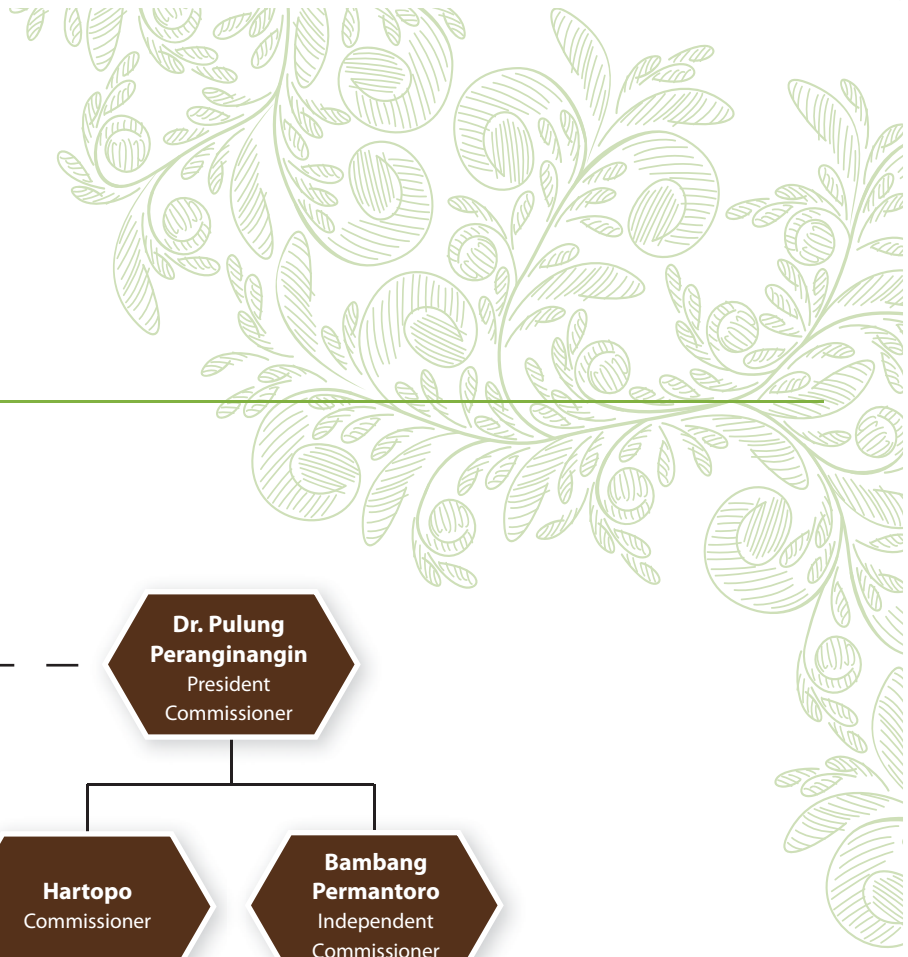 Dr. Pulung
Peranginangin
President
Commissioner
Hartopo
Commissioner
Bambang
Permantoro
Independent
Commissioner